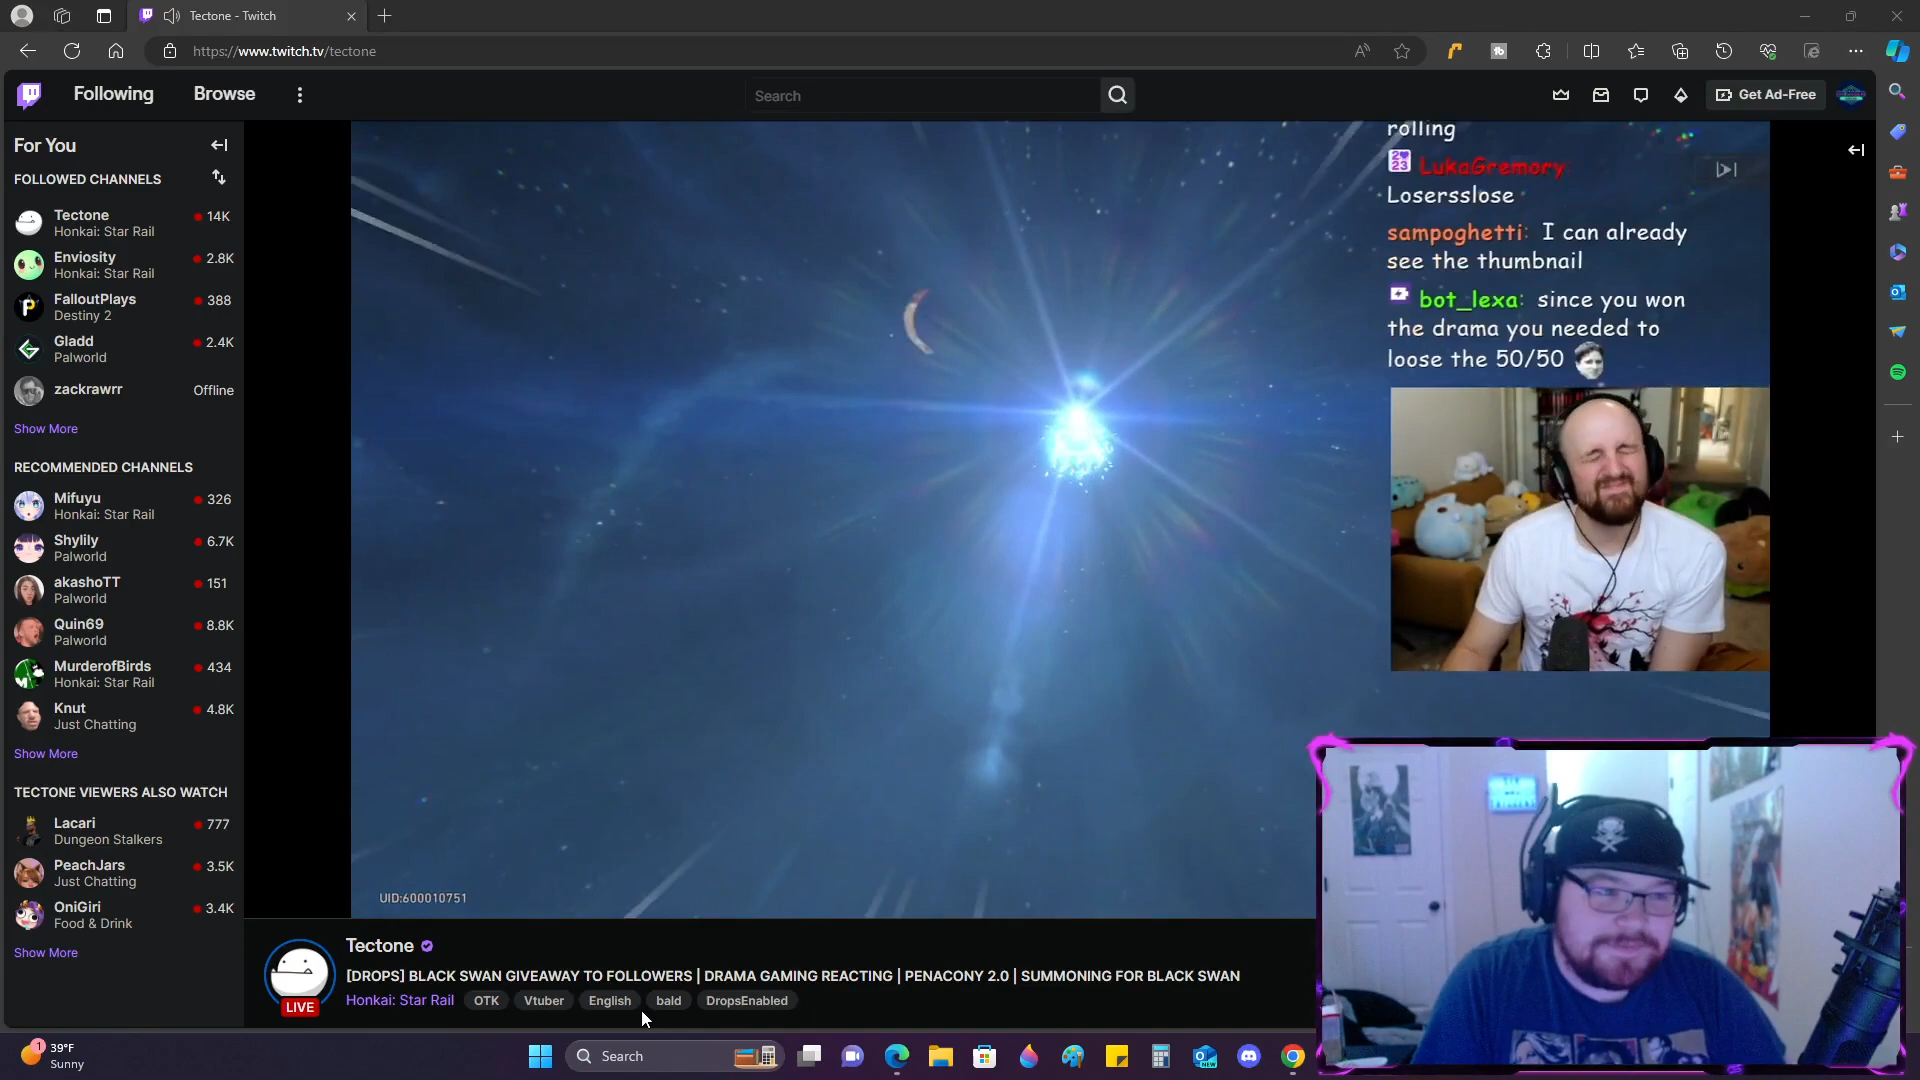 Tectone - Twitch
https://www.twitch.tv/tectone
Following
Browse
Search
Get Ad-Free
For You
FOLLOWED CHANNELS
Tectone
14K
Honkai: Star Rail
Enviosity
2.8K
Honkai: Star Rail
FalloutPlays
388
Destiny 2
Gladd
2.4K
Palworld
zackrawrr
Offline
Show More
RECOMMENDED CHANNELS
Mifuyu
326
Honkai: Star Rail
Shylily
6.7K
Palworld
akashoTT
151
Palworld
Quin69
8.8K
Palworld
MurderofBirds
434
Honkai: Star Rail
Knut
4.8K
Just Chatting
Show More
TECTONE VIEWERS ALSO WATCH
Lacari
777
Dungeon Stalkers
PeachJars
3.5K
Just Chatting
OniGiri
3.4K
Food & Drink
Show More
rolling
LukaGremory
Losersslose
sampoghetti: I can already
see the thumbnail
bot_lexa: since you won
the drama you needed to
loose the 50/50
UID:600010751
Tectone
[DROPS] BLACK SWAN GIVEAWAY TO FOLLOWERS | DRAMA GAMING REACTING | PENACONY 2.0 | SUMMONING FOR BLACK SWAN
LIVE
Honkai: Star Rail
OTK
Vtuber
English
bald
DropsEnabled
1
39°F
Sunny
Search
NEW